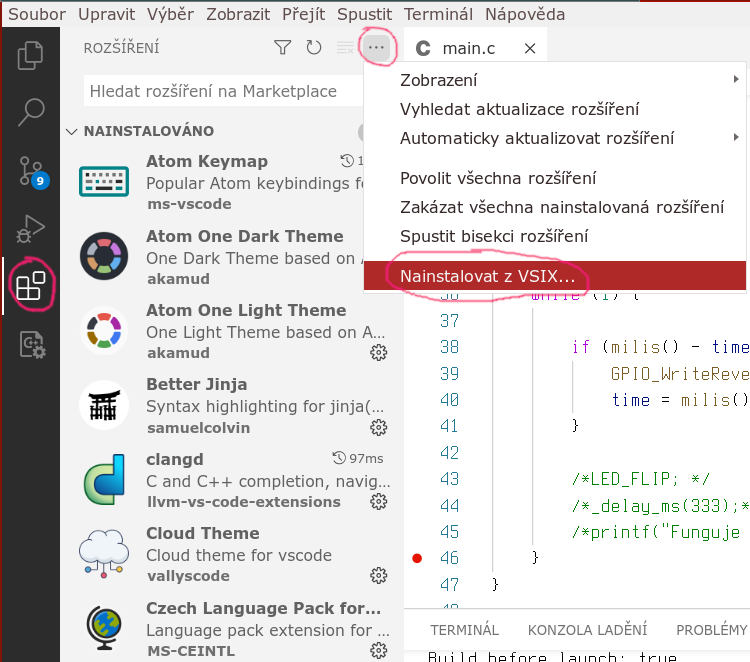 Soubor Upravit Výběr Zobrazit Přejít Spustit Terminál Nápověda
ROZŠÍŘENÍ
C main.c
Hledat rozšíření na Marketplace
NAINSTALOVÁNO
Zobrazení
Vyhledat aktualizace rozšíření
Automaticky aktualizovat rozšíření
Povolit všechna rozšíření
Zakázat všechna nainstalovaná rozšíření
Spustit bisekci rozšíření
Nainstalovat z VSIX...
9
Atom Keymap
Popular Atom keybindings fo
ms-vscode
Atom One Dark Theme
One Dark Theme based on
akamud
Atom One Light Theme
One Light Theme based on A...
akamud
Better Jinja
Syntax highlighting for jinja(...
samuelcolvin
clangd 97ms
C and C++ completion, navig...
llvm-vs-code-extensions
Cloud Theme
Cloud theme for vscode
vallyscode
Czech Language Pack for...
Language pack extension for ...
MS-CEINTL
36 while (1) {
37
38 if (milis() - time
39 GPIO_WriteReve
40 time = milis()
41 }
42
43 /*LED_FLIP; */
44 /*_delay_ms(333);*
45 /*printf("Funguje
46 }
47 }
TERMINÁL KONZOLA LADĚNÍ PROBLÉMY
Build before launch: true